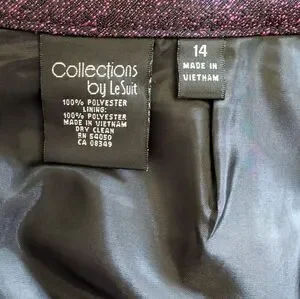 Collections
by Le Suit
100% POLYESTER
LINING:
100% POLYESTER
MADE IN VIETNAM
DRY CLEAN
RN 54050
CA 08349
14
MADE IN
VIETNAM